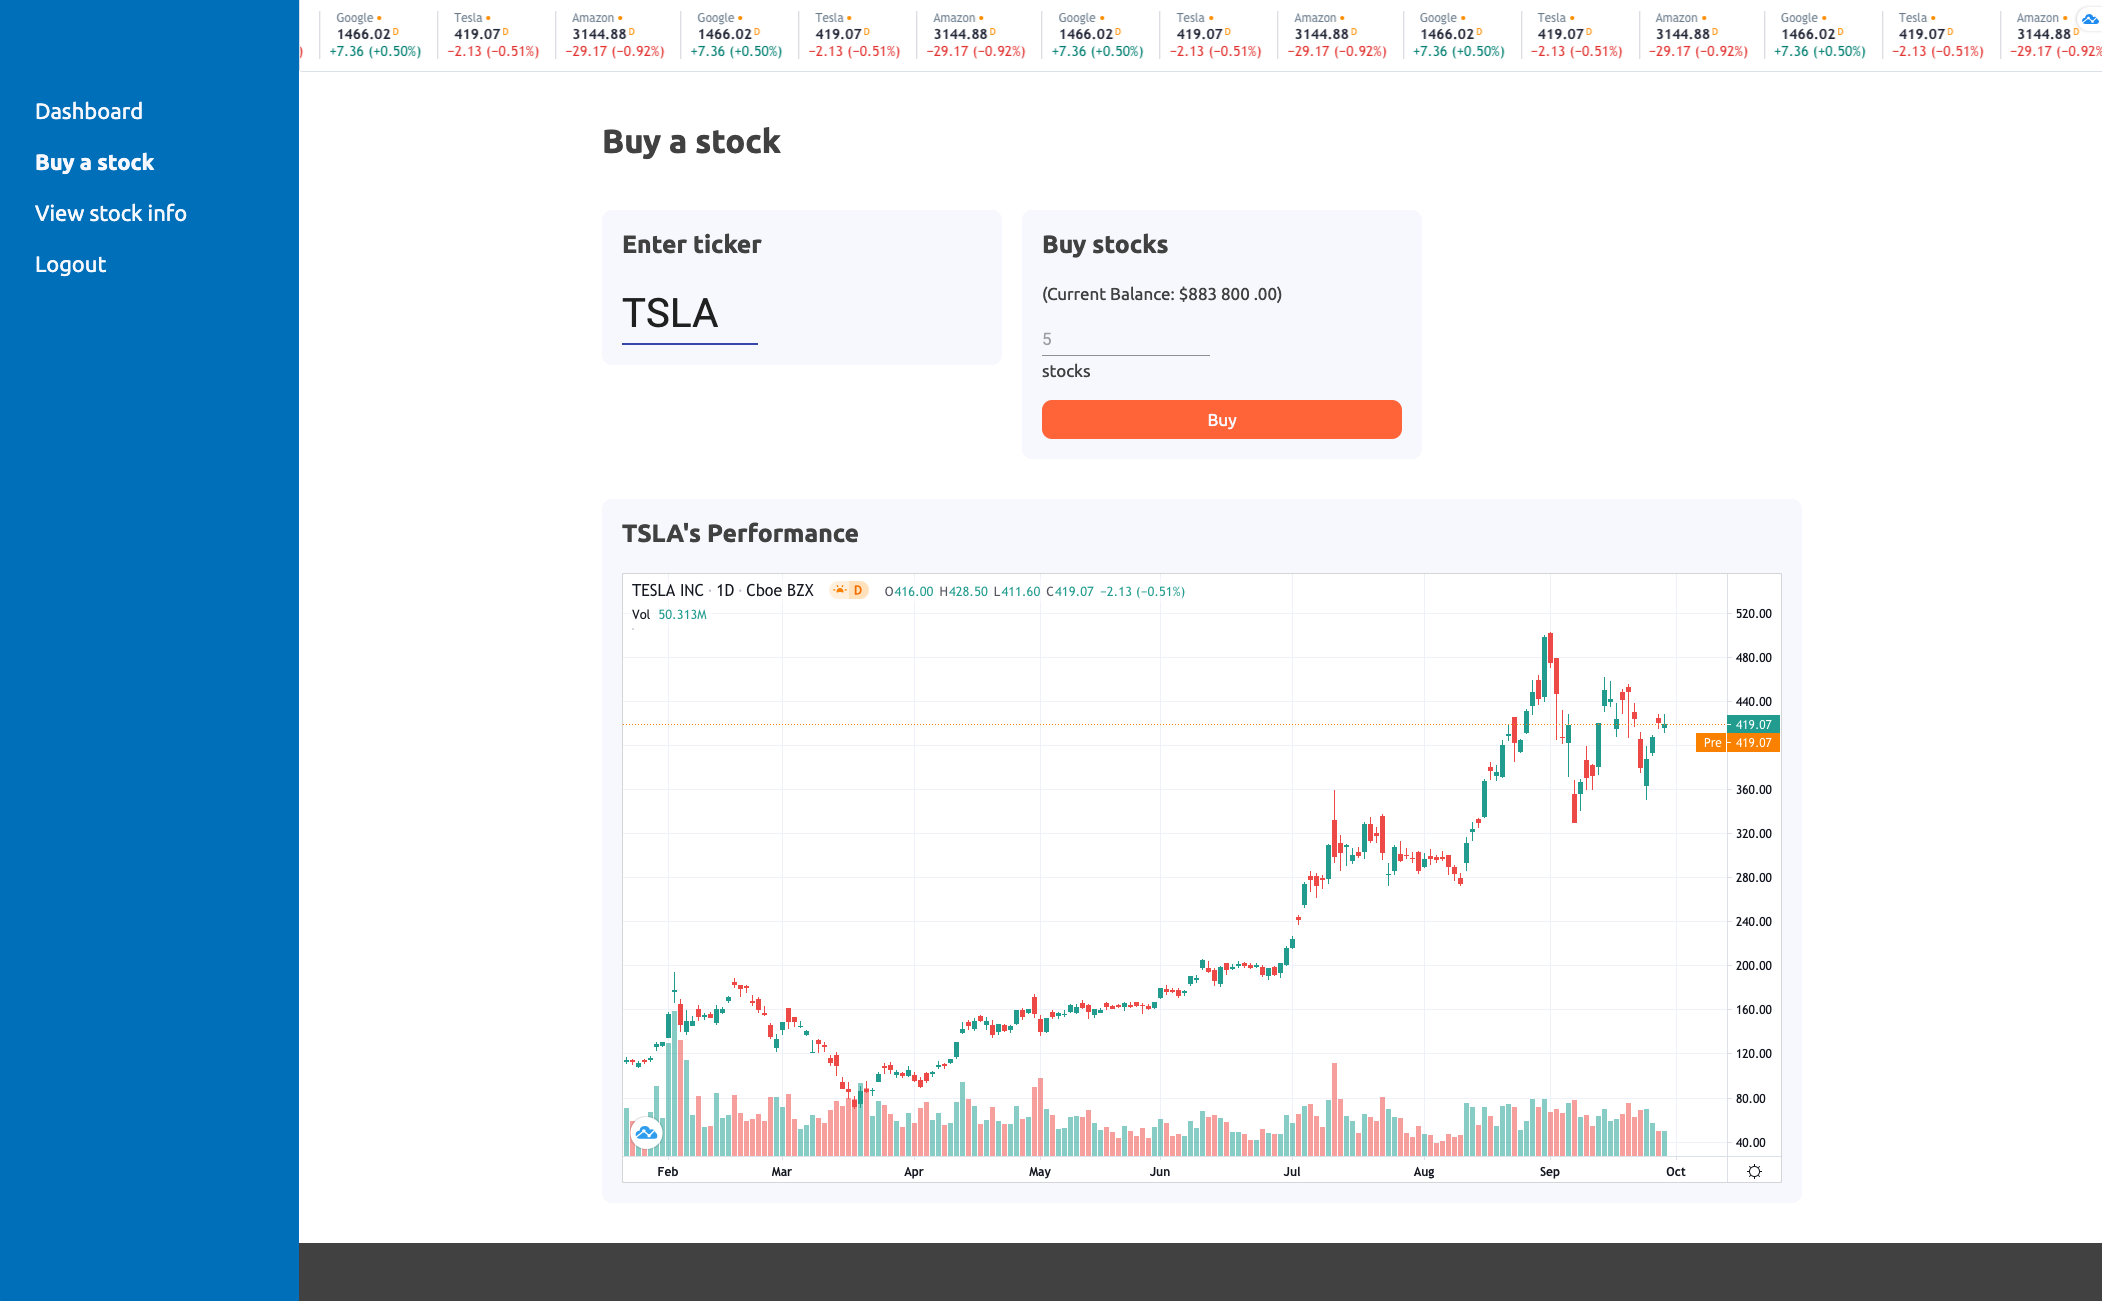 Google Tesla Amazon Google Tesla Amazon Google Tesla Amazon Google Tesla Amazon Google Tesla Amazon
1466.02 D 419.07 D 3144.88 D 1466.02 D 419.07 D 3144.88 D 1466.02 D 419.07 D 3144.88 D 1466.02 D 419.07 D 3144.88 D 1466.02 D 419.07 D 3144.88 D
) +7.36 (+0.50%) −2.13 (−0.51%) −29.17 (−0.92%) +7.36 (+0.50%) −2.13 (−0.51%) −29.17 (−0.92%) +7.36 (+0.50%) −2.13 (−0.51%) −29.17 (−0.92%) +7.36 (+0.50%) −2.13 (−0.51%) −29.17 (−0.92%) +7.36 (+0.50%) −2.13 (−0.51%) −29.17 (−0.92%
Dashboard
Buy a stock
View stock info
Logout
Buy a stock
Enter ticker
TSLA
Buy stocks
(Current Balance: $883 800 .00)
5
stocks
Buy
TSLA's Performance
TESLA INC · 1D · Cboe BZX D O416.00 H428.50 L411.60 C419.07 −2.13 (−0.51%)
Vol 50.313M
520.00
480.00
440.00
419.07
Pre 419.07
360.00
320.00
280.00
240.00
200.00
160.00
120.00
80.00
40.00
Feb Mar Apr May Jun Jul Aug Sep Oct